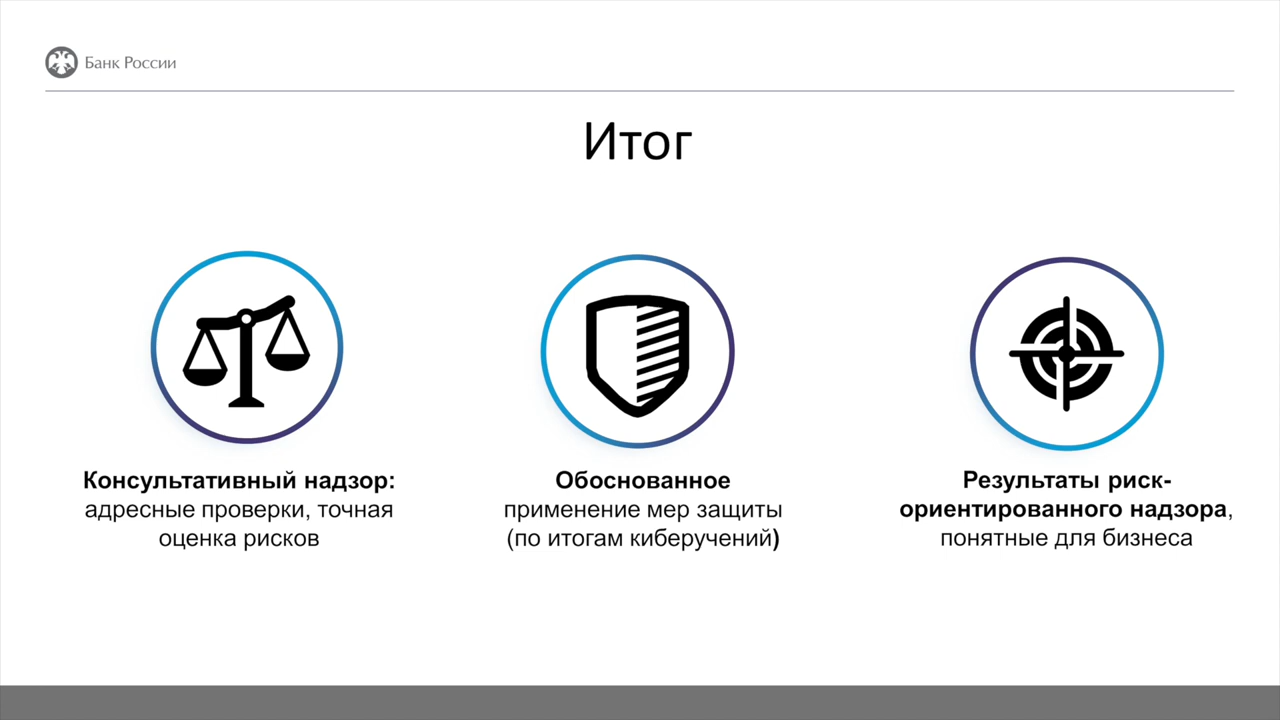 Банк России
Итог
Консультативный надзор:
адресные проверки, точная
оценка рисков
Обоснованное
применение мер защиты
(по итогам киберучений)
Результаты риск-
ориентированного надзора,
понятные для бизнеса